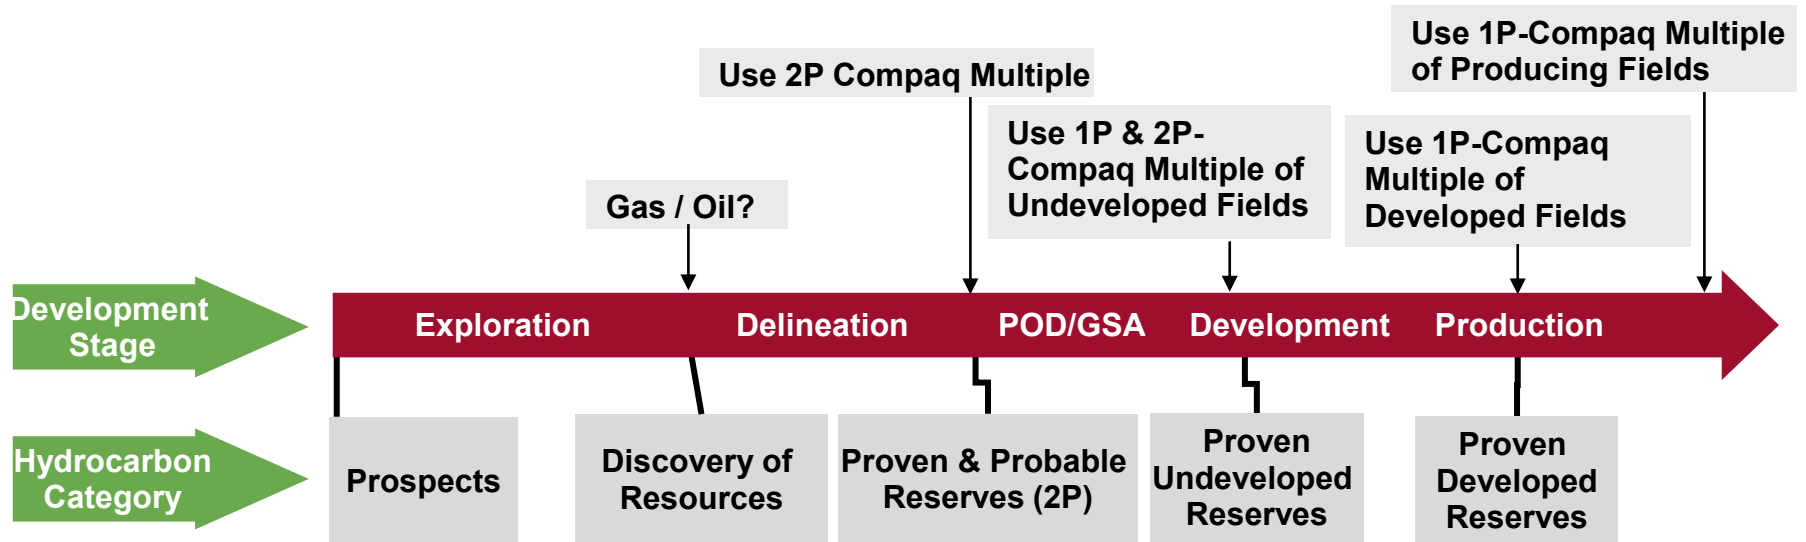 Use 1P-Compaq Multiple
of Producing Fields
Use 2P Compaq Multiple
Use 1P & 2P-
Compaq Multiple of
Undeveloped Fields
Use 1P-Compaq
Multiple of
Developed Fields
Gas / Oil?
Development
Stage
Exploration
Delineation
POD/GSA
Development
Production
Hydrocarbon
Category
Prospects
Discovery of
Resources
Proven & Probable
Reserves (2P)
Proven
Undeveloped
Reserves
Proven
Developed
Reserves